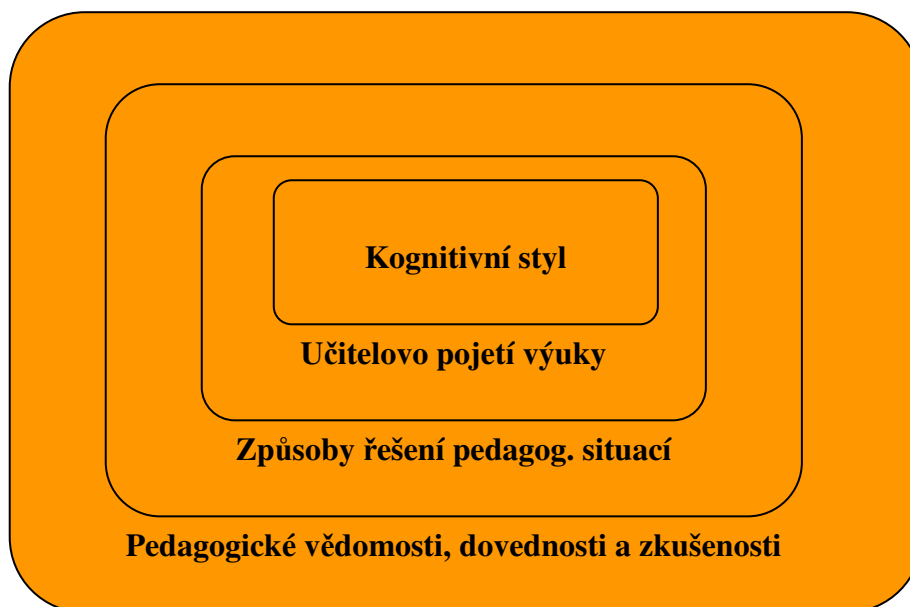 Kognitivní styl
Učitelovo pojetí výuky
Způsoby řešení pedagog. situací
Pedagogické vědomosti, dovednosti a zkušenosti